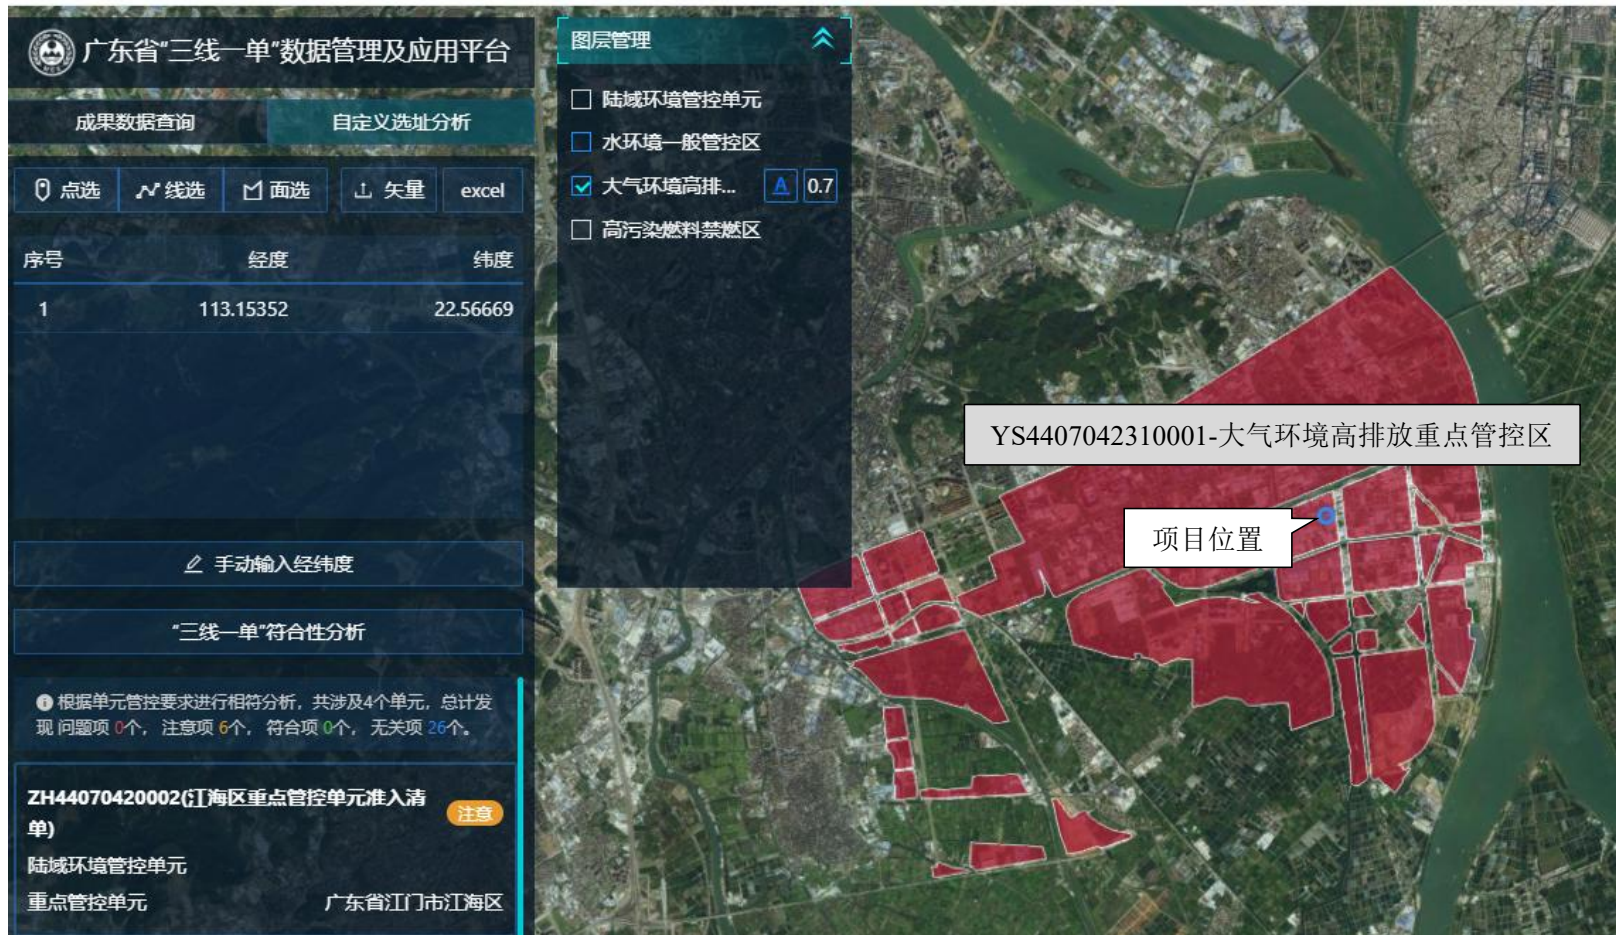 广东省"三线一单"数据管理及应用平台
成果数据查询
自定义选址分析
点选
线选
面选
矢量
excel
序号 经度 纬度
1 113.15352 22.56669
手动输入经纬度
"三线一单"符合性分析
根据单元管控要求进行相符分析，共涉及4个单元，总计发
现 问题项 0个， 注意项 6个， 符合项 0个， 无关项 26个。
ZH44070420002(江海区重点管控单元准入清
单)
注意
陆域环境管控单元
重点管控单元 广东省江门市江海区
图层管理
陆域环境管控单元
水环境一般管控区
大气环境高排... A 0.7
高污染燃料禁燃区
YS4407042310001-大气环境高排放重点管控区
项目位置